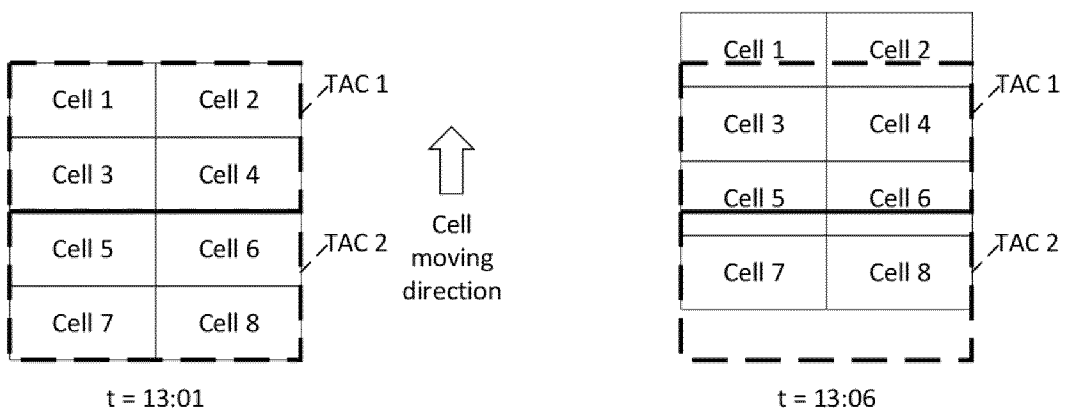 Cell 1
Cell 2
TAC 1
Cell 3
Cell 4
Cell 5
Cell 6
TAC 2
Cell 7
Cell 8
t = 13:01
Cell
moving
direction
Cell 1
Cell 2
TAC 1
Cell 3
Cell 4
Cell 5
Cell 6
TAC 2
Cell 7
Cell 8
t = 13:06